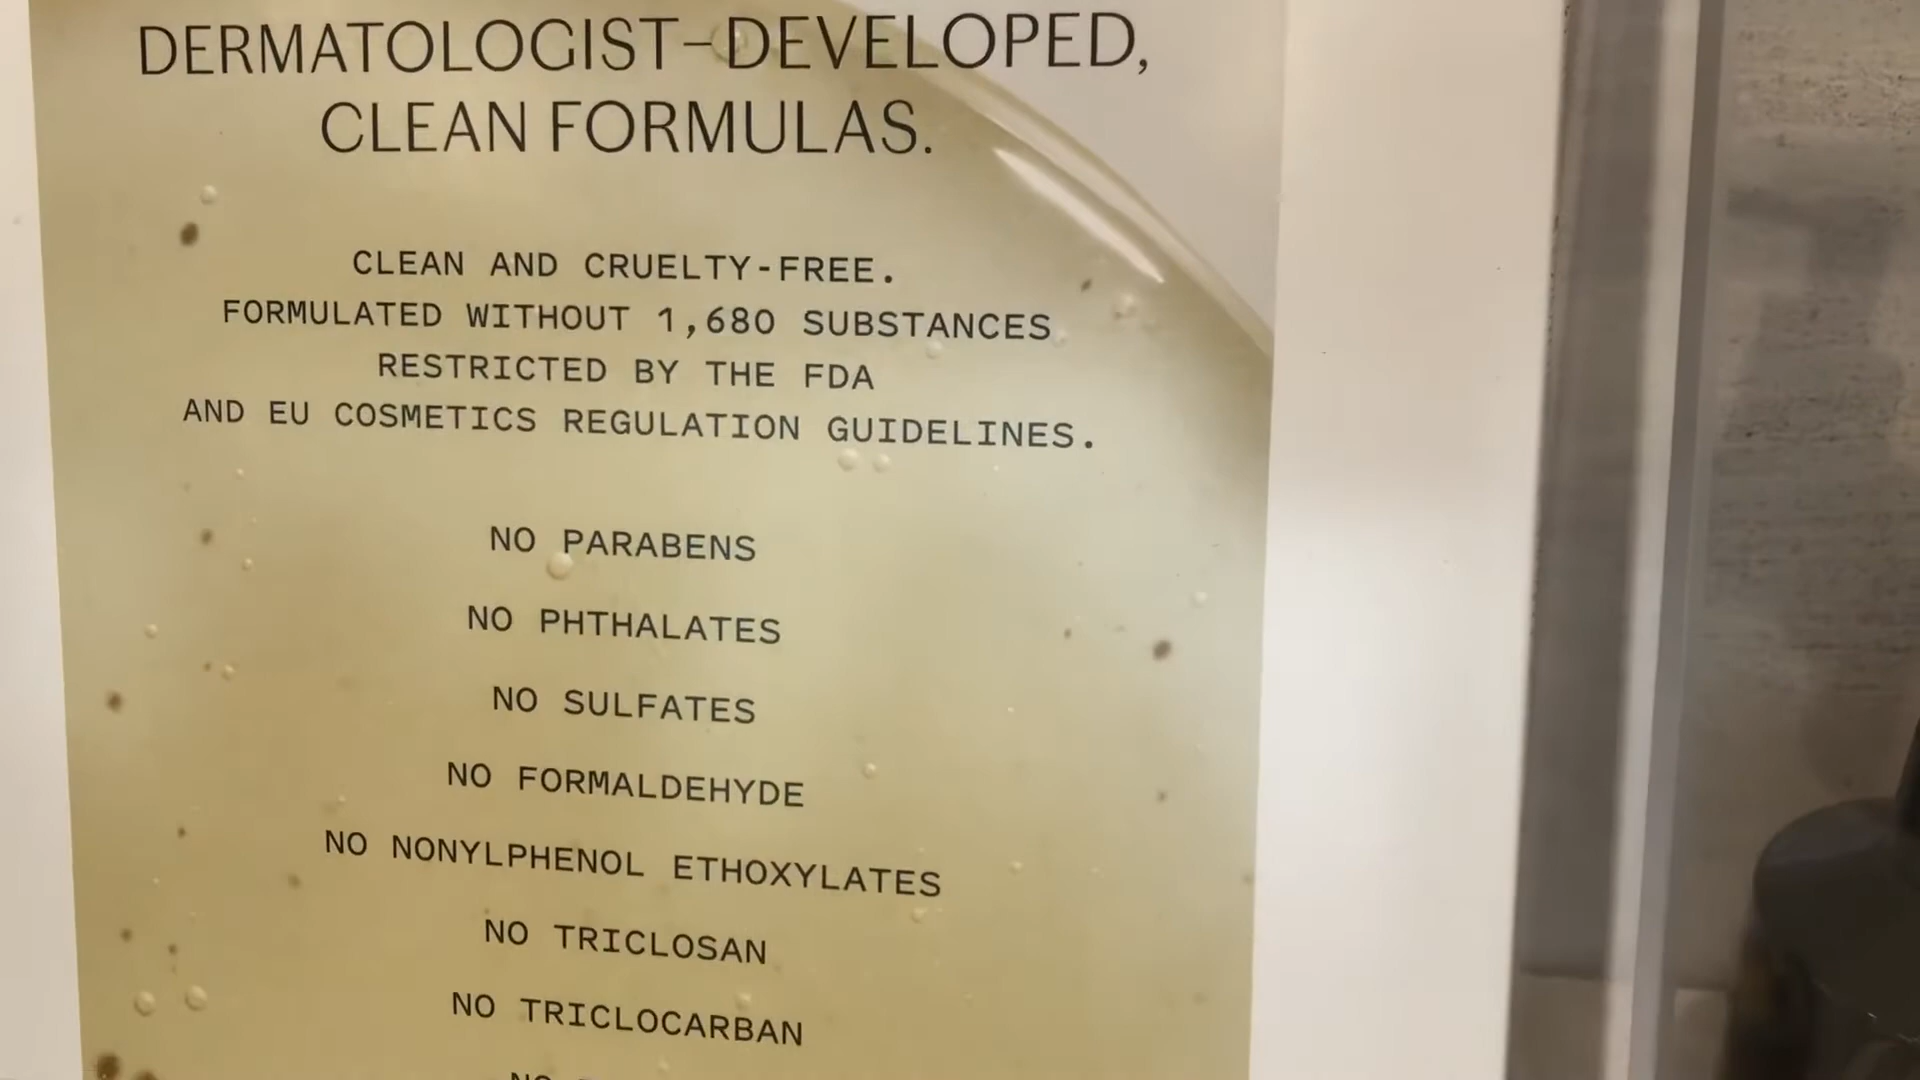 DERMATOLOGIST–DEVELOPED,
CLEAN FORMULAS.
CLEAN AND CRUELTY-FREE.
FORMULATED WITHOUT 1,680 SUBSTANCES
RESTRICTED BY THE FDA
AND EU COSMETICS REGULATION GUIDELINES.
NO PARABENS
NO PHTHALATES
NO SULFATES
NO FORMALDEHYDE
NO NONYLPHENOL ETHOXYLATES
NO TRICLOSAN
NO TRICLOCARBAN
NO